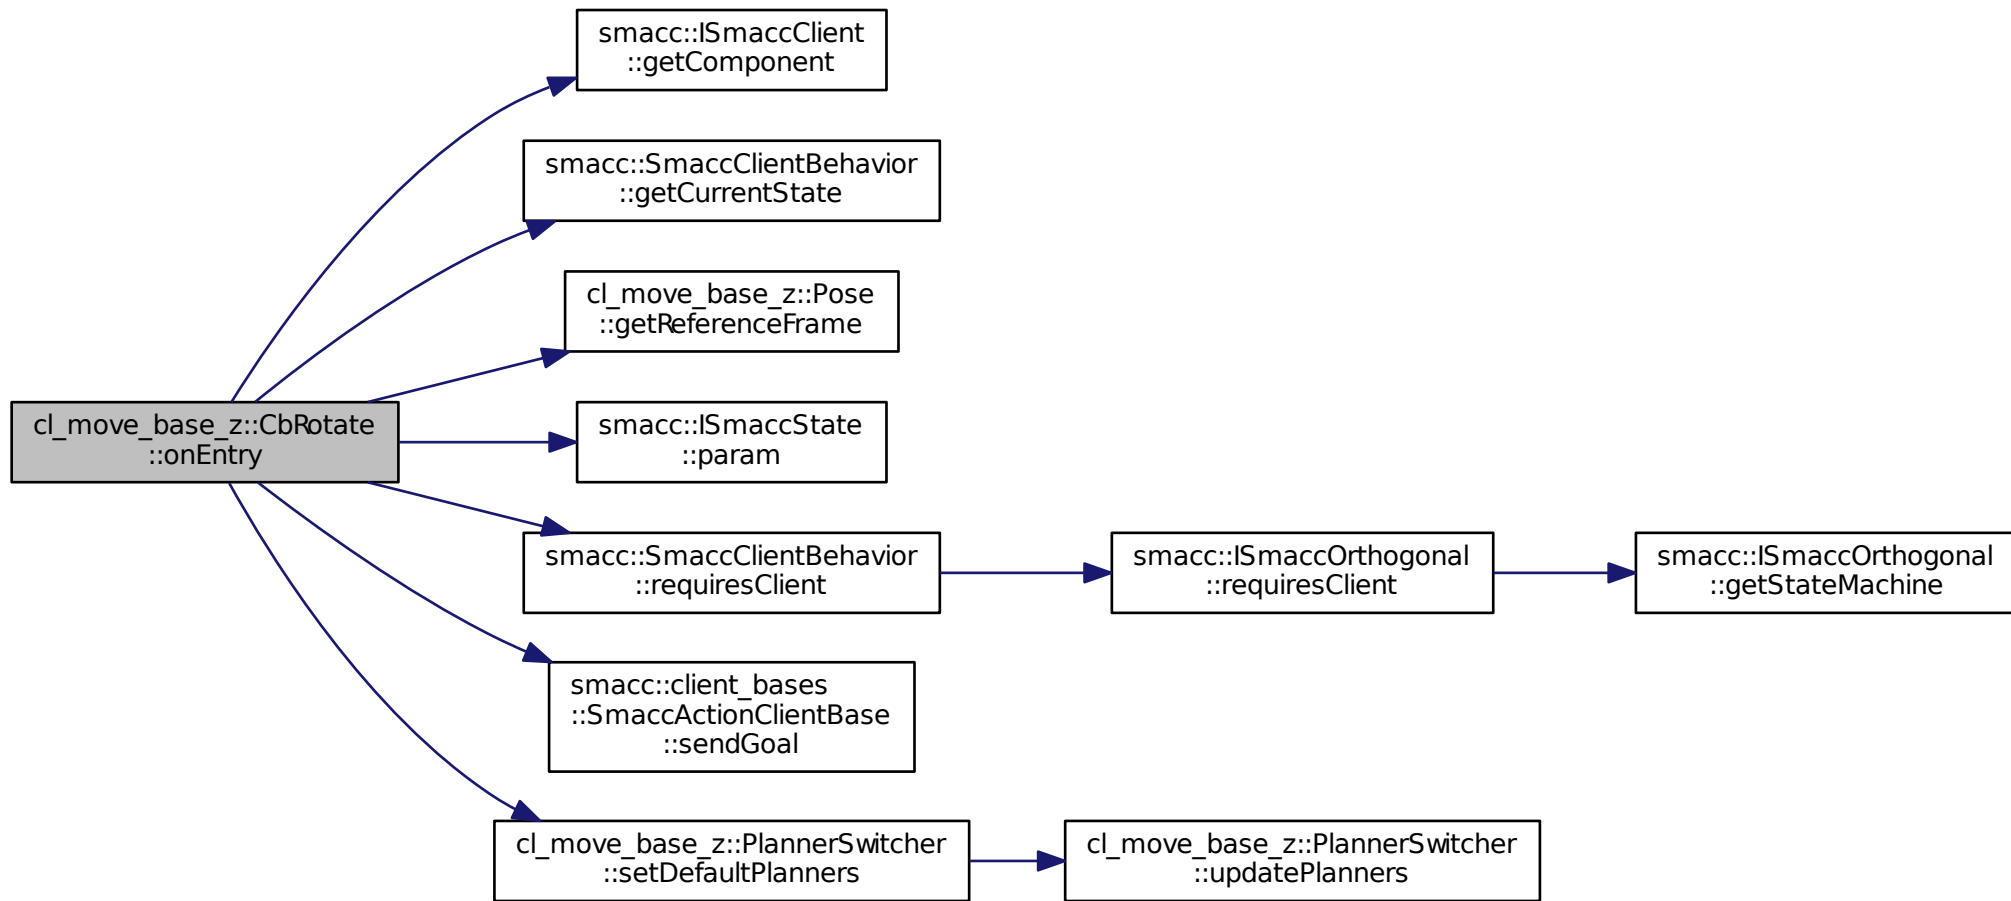 smacc::ISmaccClient
::getComponent
smacc::SmaccClientBehavior
::getCurrentState
cl_move_base_z::Pose
::getReferenceFrame
cl_move_base_z::CbRotate
::onEntry
smacc::ISmaccState
::param
smacc::SmaccClientBehavior
::requiresClient
smacc::ISmaccOrthogonal
::requiresClient
smacc::ISmaccOrthogonal
::getStateMachine
smacc::client_bases
::SmaccActionClientBase
::sendGoal
cl_move_base_z::PlannerSwitcher
::setDefaultPlanners
cl_move_base_z::PlannerSwitcher
::updatePlanners